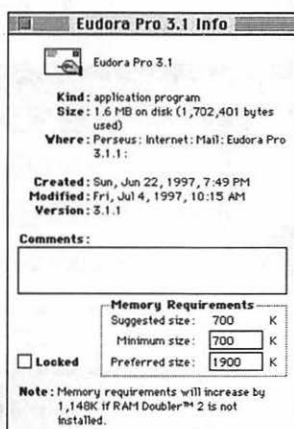 Eudora Pro 3.1 Info
Eudora Pro 3.1
Kind: application program
Size: 1.6 MB on disk (1,702,401 bytes
used)
Where: Perseus: Internet: Mail: Eudora Pro
3.1.1:
Created: Sun, Jun 22, 1997, 7:49 PM
Modified: Fri, Jul 4, 1997, 10:15 AM
Version: 3.1.1
Comments:
Memory Requirements
Suggested size: 700 K
Minimum size: 700 K
Locked Preferred size: 1900 K
Note: Memory requirements will increase by
1,148K if RAM Doubler™ 2 is not
installed.